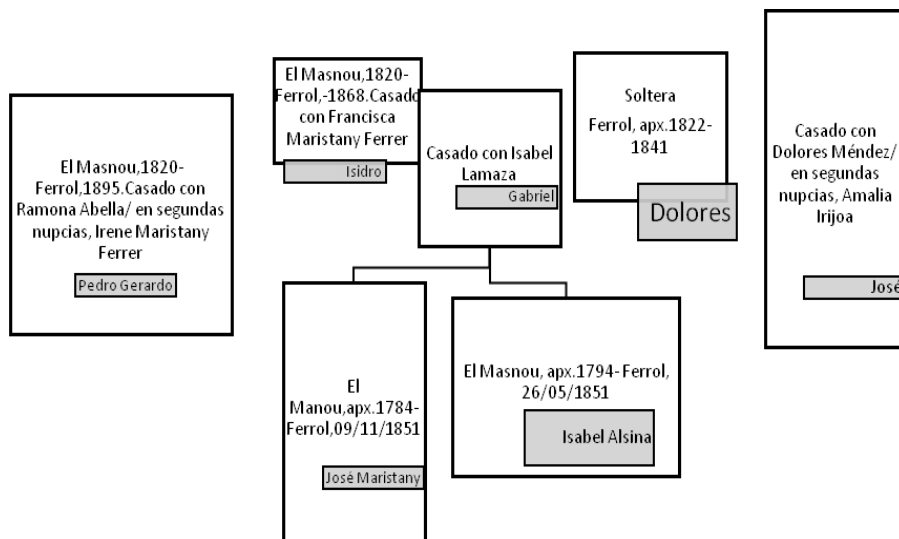 El Masnou,1820-
Ferrol,1895.Casado con
Ramona Abella/ en segundas
nupcias, Irene Maristany
Ferrer
Pedro Gerardo
El Masnou,1820-
Ferrol,-1868.Casado
con Francisca
Maristany Ferrer
Isidro
Casado con Isabel
Lamaza
Gabriel
Soltera
Ferrol, apx.1822-
1841
Dolores
Casado con
Dolores Méndez/
en segundas
nupcias, Amalia
Irijoa
José
El
Manou,apx.1784-
Ferrol,09/11/1851
José Maristany
El Masnou, apx.1794- Ferrol,
26/05/1851
Isabel Alsina